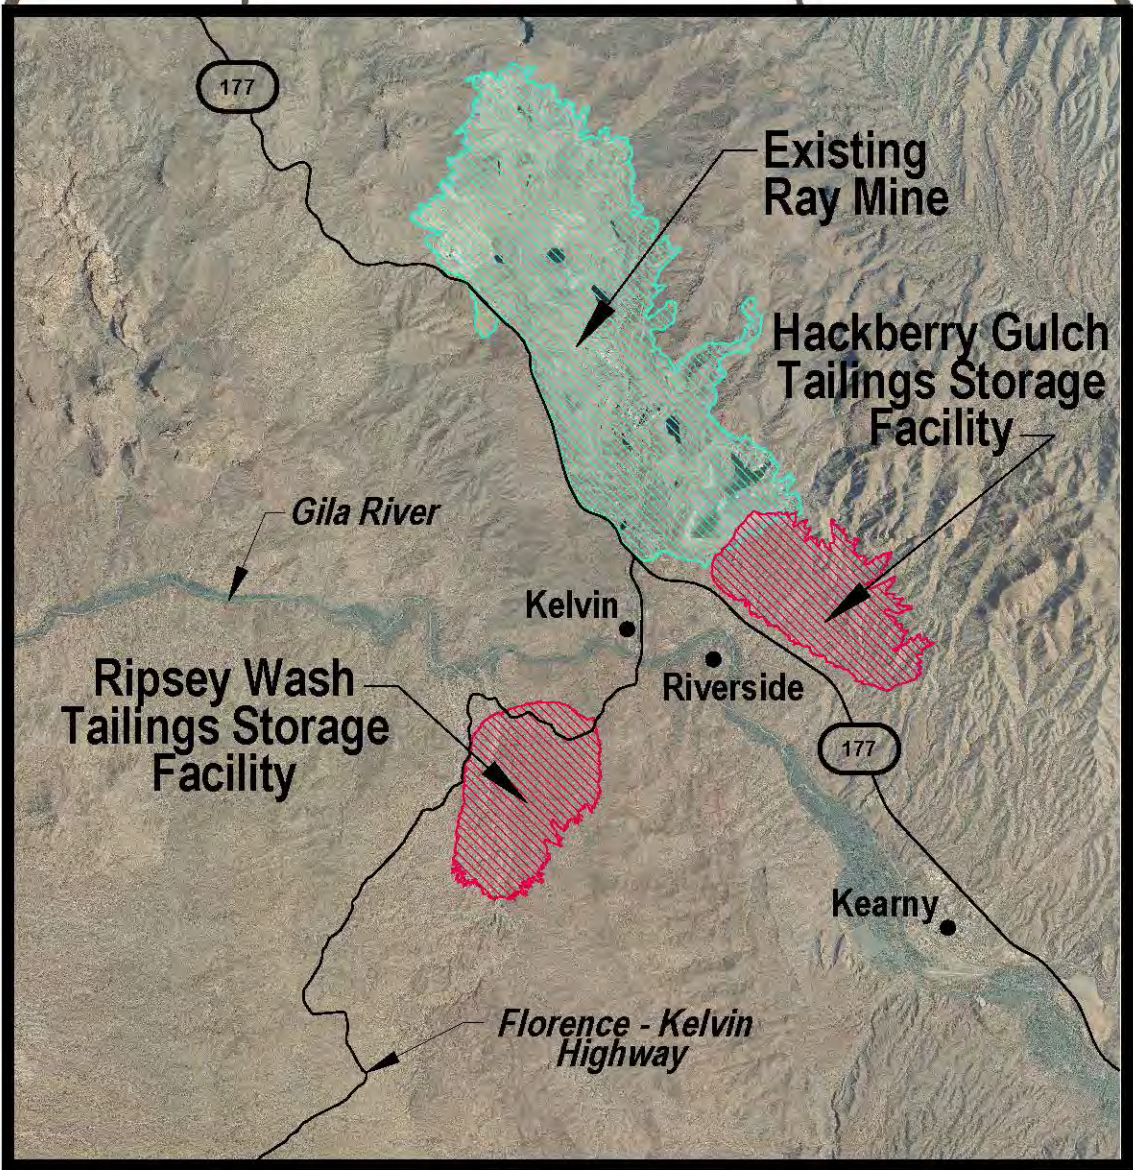 177
Existing
Ray Mine
Hackberry Gulch
Tailings Storage
Facility
Gila River
Kelvin
Riverside
Ripsey Wash
Tailings Storage
Facility
177
Kearny
Florence - Kelvin
Highway